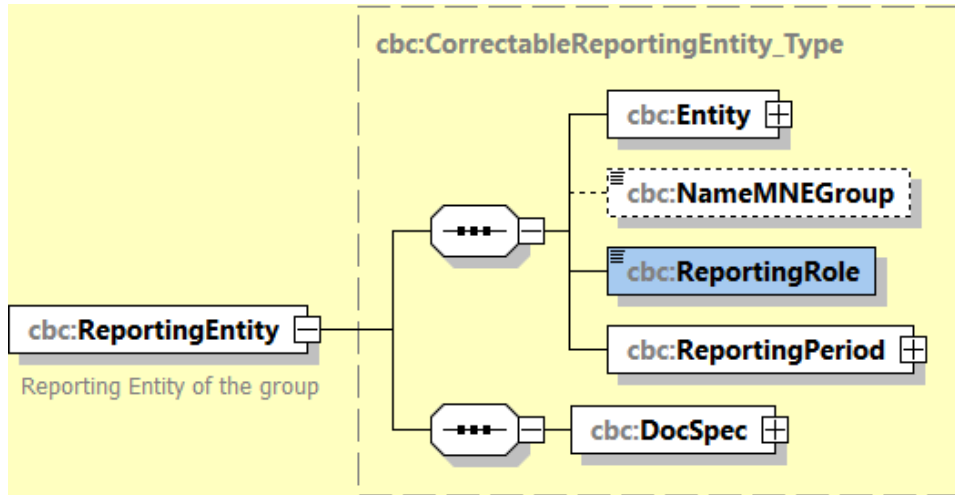 cbc:CorrectableReportingEntity_Type
cbc:Entity
cbc:NameMNEGroup
cbc:ReportingRole
cbc:ReportingEntity
cbc:ReportingPeriod
Reporting Entity of the group
cbc:DocSpec